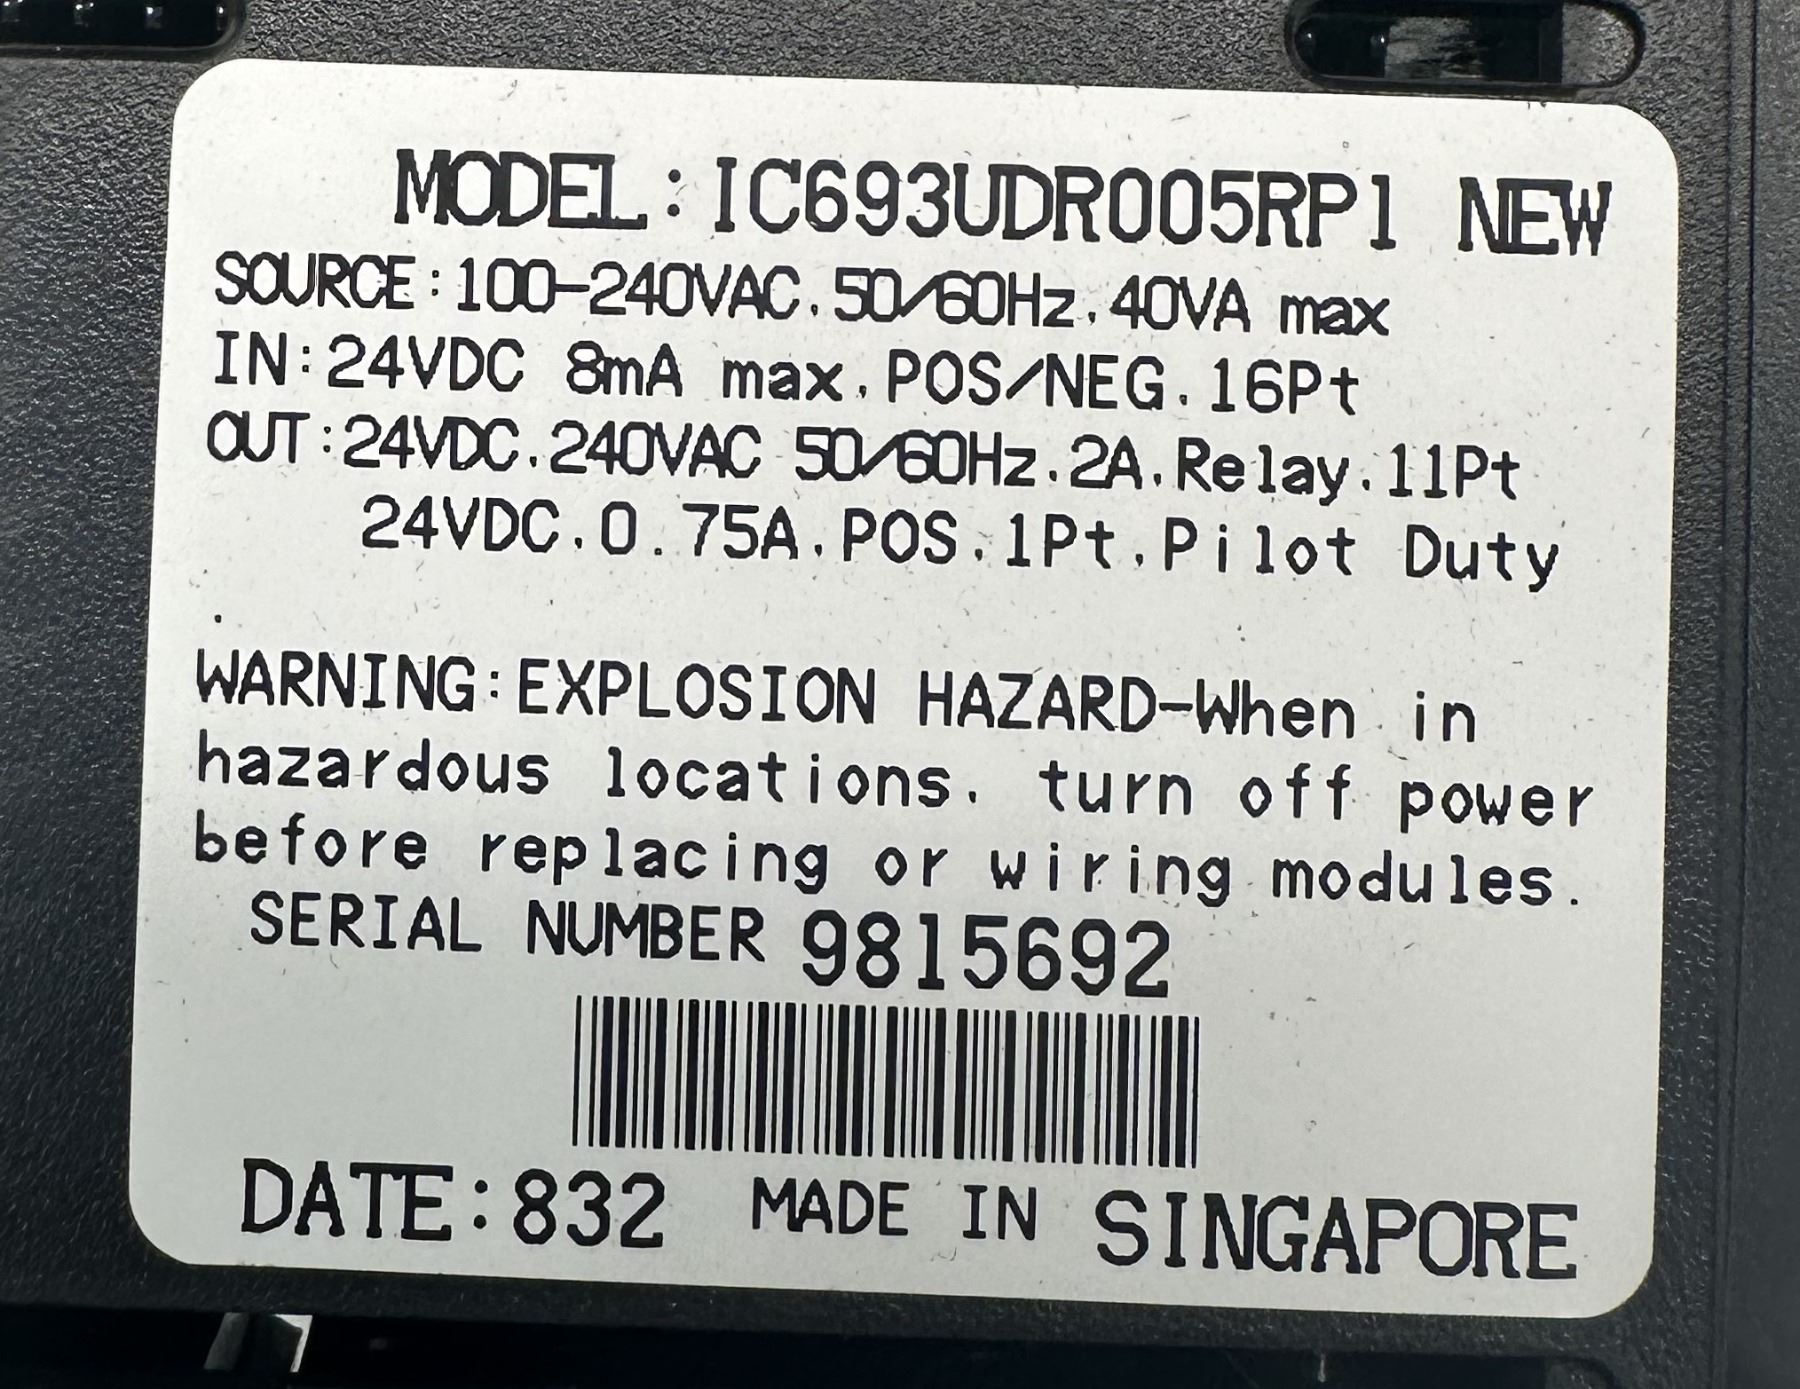 MODEL:IC693UDR005RP1 NEW
SOURCE:100-240VAC,50/60Hz,40VA max
IN:24VDC 8mA max,POS/NEG,16Pt
OUT:24VDC,240VAC 50/60Hz,2A,Relay,11Pt
24VDC,0.75A,POS,1Pt,Pilot Duty
.
WARNING:EXPLOSION HAZARD-When in
hazardous locations, turn off power
before replacing or wiring modules.
SERIAL NUMBER 9815692
DATE:832 MADE IN SINGAPORE